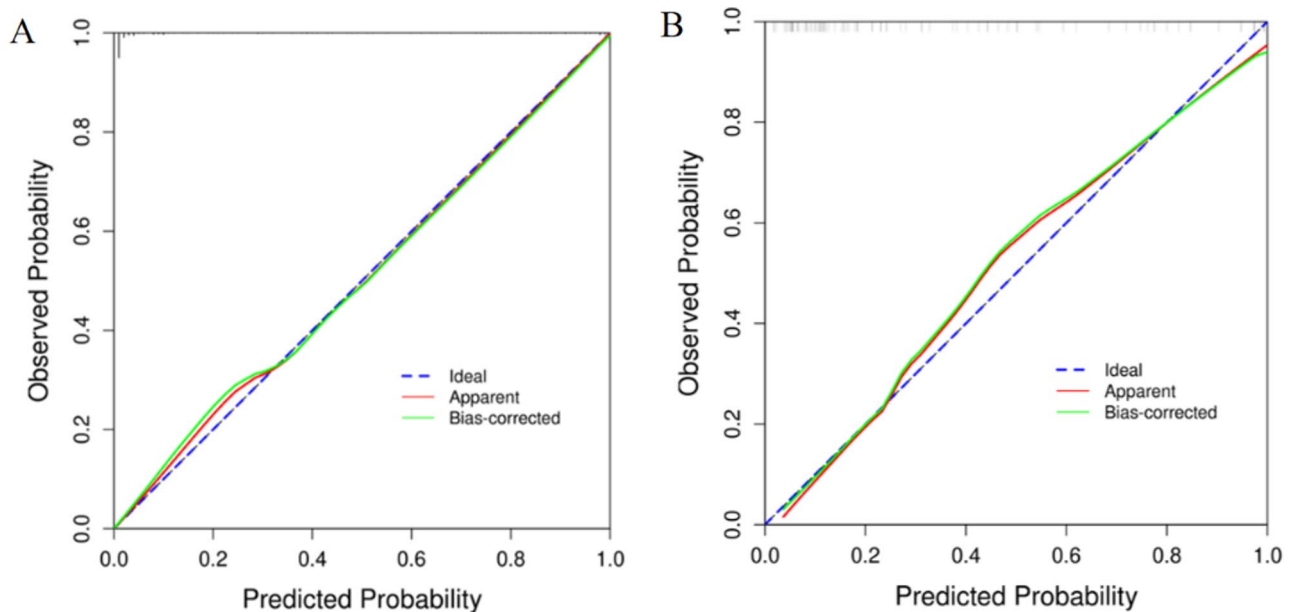 A
Observed Probability
1.0
0.8
0.6
0.4
0.2
0.0
Ideal
Apparent
Bias-corrected
0.0 0.2 0.4 0.6 0.8 1.0
Predicted Probability
B
Observed Probability
1.0
0.8
0.6
0.4
0.2
0.0
Ideal
Apparent
Bias-corrected
0.0 0.2 0.4 0.6 0.8 1.0
Predicted Probability